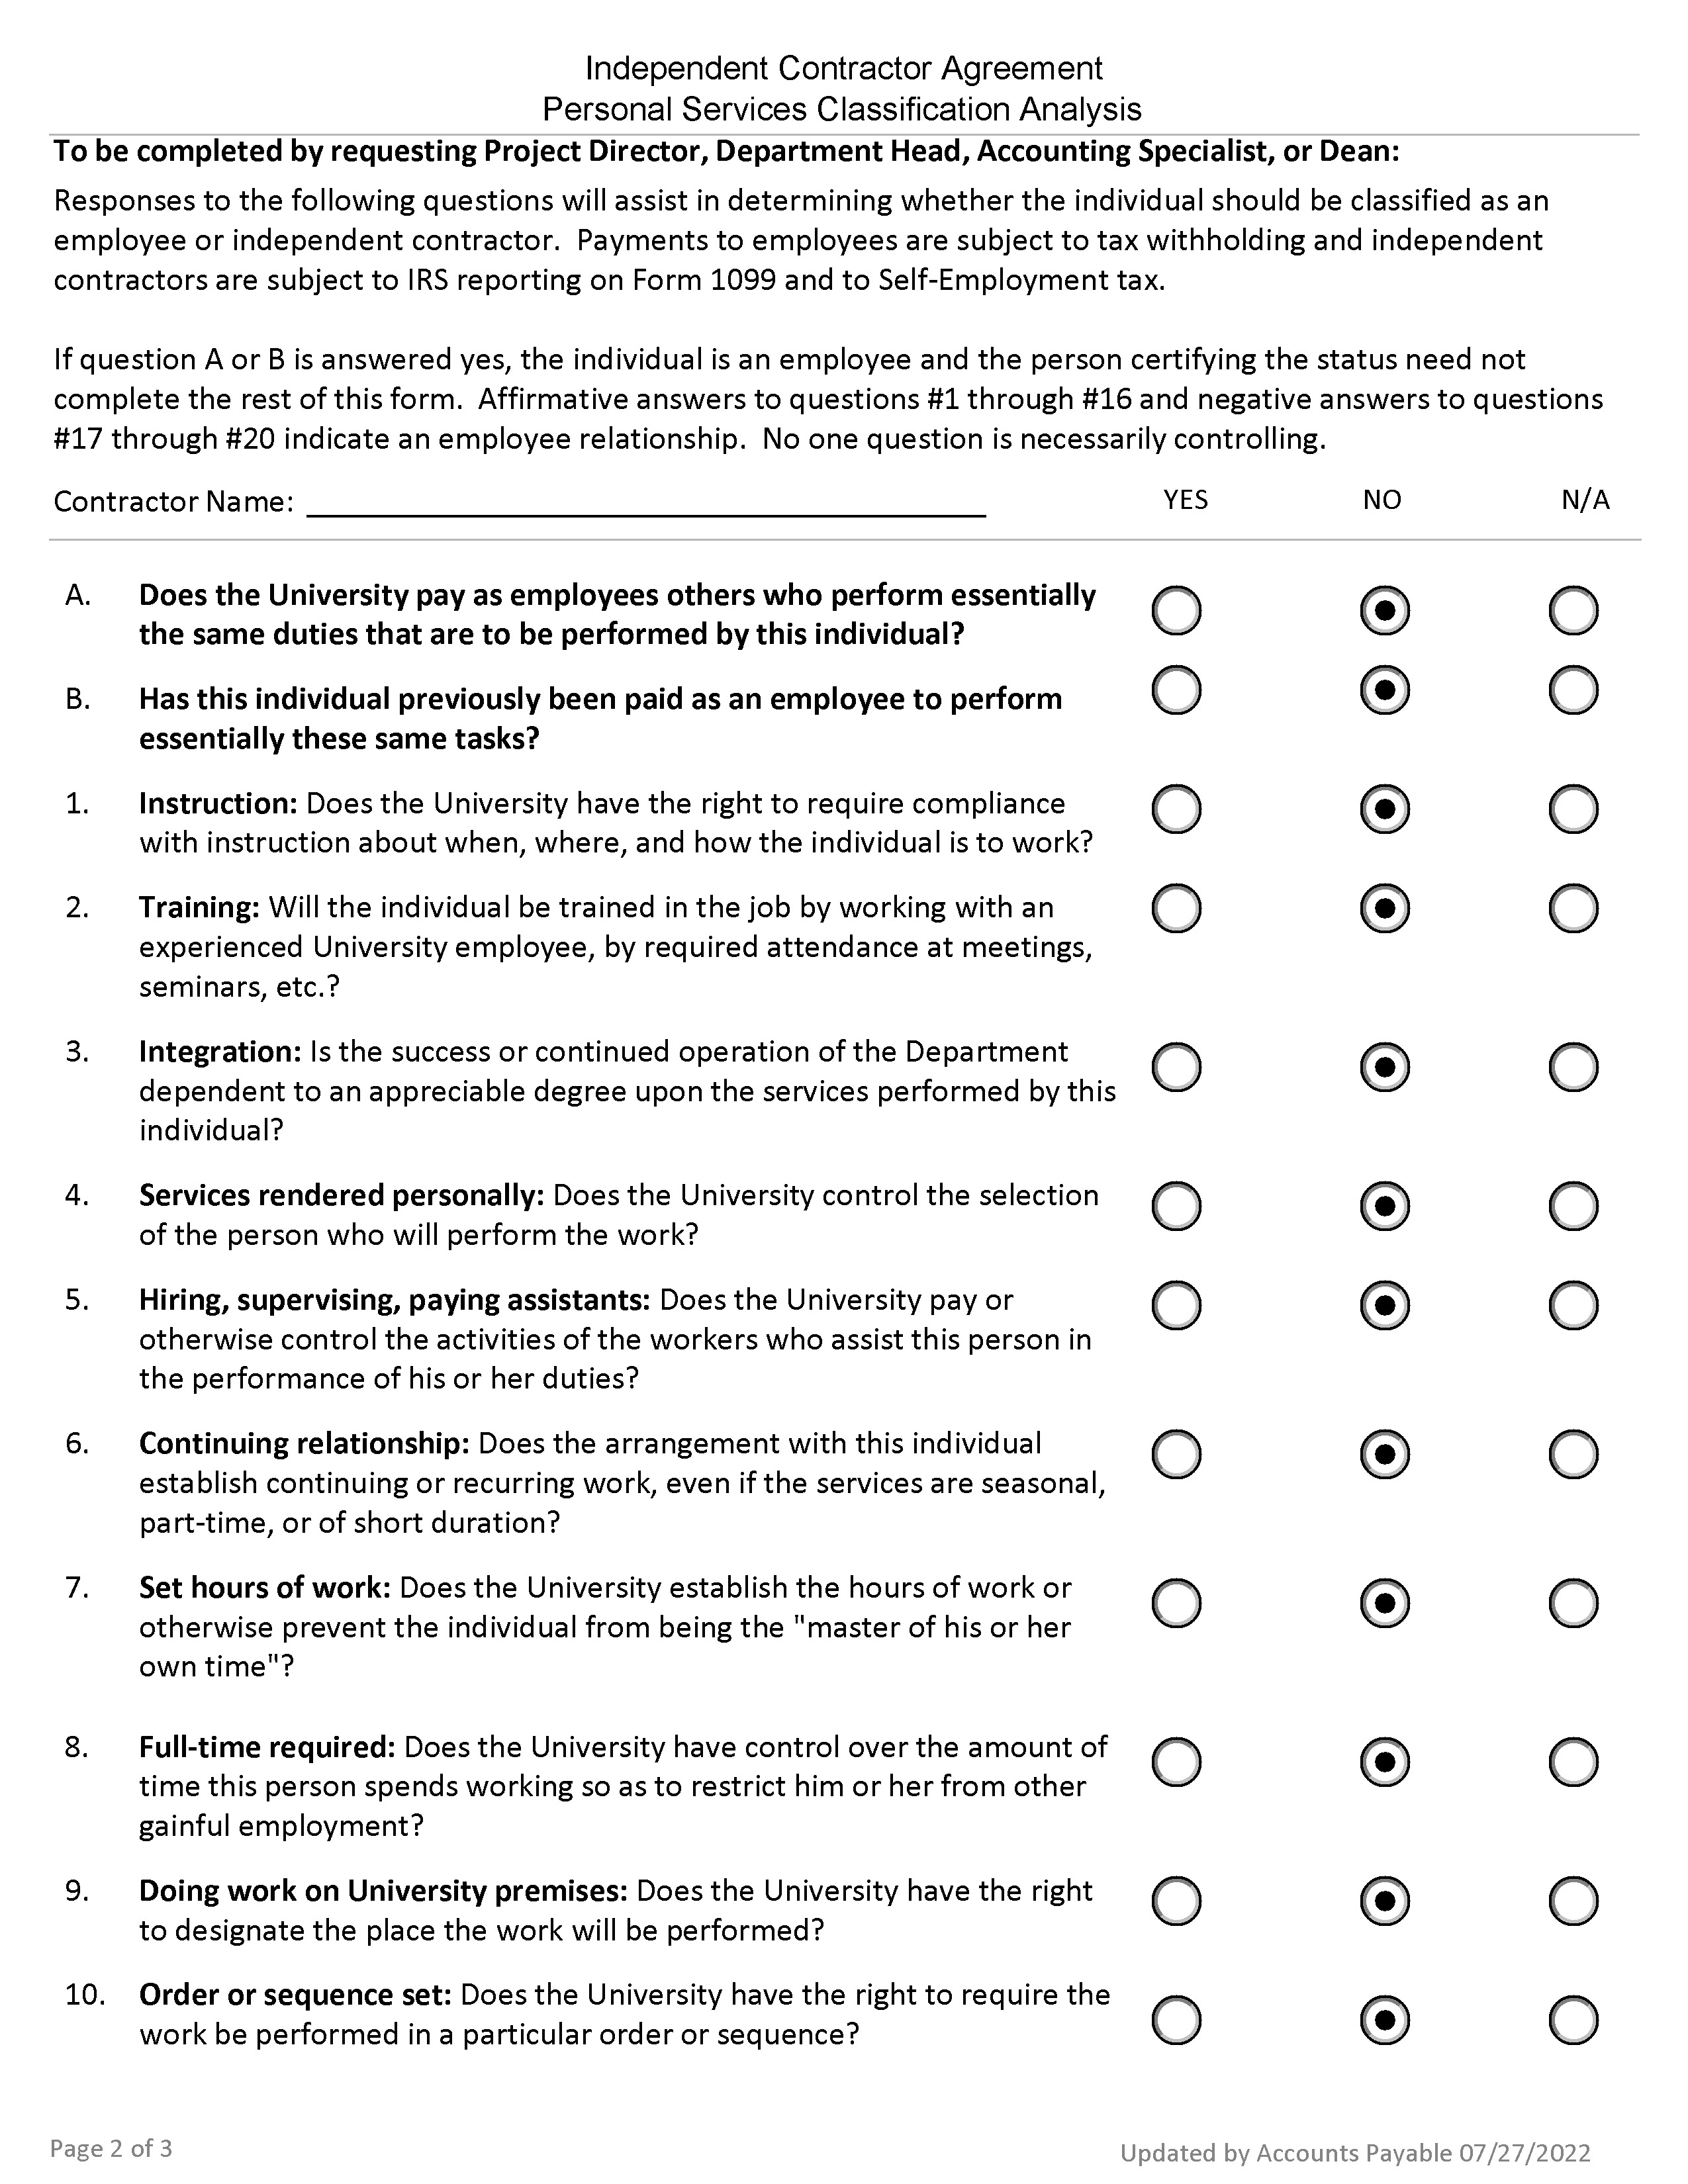 Independent Contractor Agreement
Personal Services Classification Analysis
To be completed by requesting Project Director, Department Head, Accounting Specialist, or Dean:
Responses to the following questions will assist in determining whether the individual should be classified as an
employee or independent contractor.  Payments to employees are subject to tax withholding and independent
contractors are subject to IRS reporting on Form 1099 and to Self-Employment tax.
If question A or B is answered yes, the individual is an employee and the person certifying the status need not
complete the rest of this form.  Affirmative answers to questions #1 through #16 and negative answers to questions
#17 through #20 indicate an employee relationship.  No one question is necessarily controlling.
Contractor Name: YES NO N/A
A. Does the University pay as employees others who perform essentially
the same duties that are to be performed by this individual?
B. Has this individual previously been paid as an employee to perform
essentially these same tasks?
1. Instruction: Does the University have the right to require compliance
with instruction about when, where, and how the individual is to work?
2. Training: Will the individual be trained in the job by working with an
experienced University employee, by required attendance at meetings,
seminars, etc.?
3. Integration: Is the success or continued operation of the Department
dependent to an appreciable degree upon the services performed by this
individual?
4. Services rendered personally: Does the University control the selection
of the person who will perform the work?
5. Hiring, supervising, paying assistants: Does the University pay or
otherwise control the activities of the workers who assist this person in
the performance of his or her duties?
6. Continuing relationship: Does the arrangement with this individual
establish continuing or recurring work, even if the services are seasonal,
part-time, or of short duration?
7. Set hours of work: Does the University establish the hours of work or
otherwise prevent the individual from being the "master of his or her
own time"?
8. Full-time required: Does the University have control over the amount of
time this person spends working so as to restrict him or her from other
gainful employment?
9. Doing work on University premises: Does the University have the right
to designate the place the work will be performed?
10. Order or sequence set: Does the University have the right to require the
work be performed in a particular order or sequence?
Page 2 of 3
Updated by Accounts Payable 07/27/2022